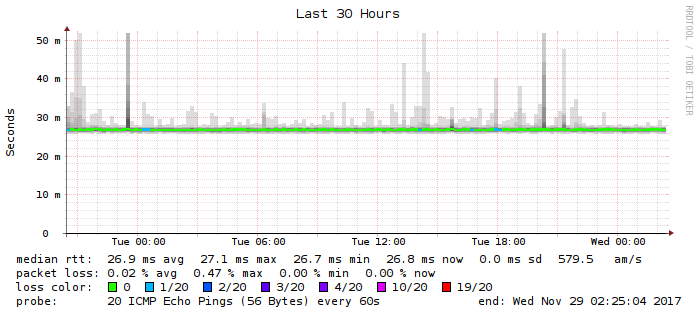 Last 30 Hours
RRDTOOL / TOBI OETIKER
Seconds
50 m
40 m
30 m
20 m
10 m
0
Tue 00:00 Tue 06:00 Tue 12:00 Tue 18:00 Wed 00:00
median rtt: 26.9 ms avg 27.1 ms max 26.7 ms min 26.8 ms now 0.0 ms sd 579.5 am/s
packet loss: 0.02 % avg 0.47 % max 0.00 % min 0.00 % now
loss color: 0 1/20 2/20 3/20 4/20 10/20 19/20
probe: 20 ICMP Echo Pings (56 Bytes) every 60s end: Wed Nov 29 02:25:04 2017